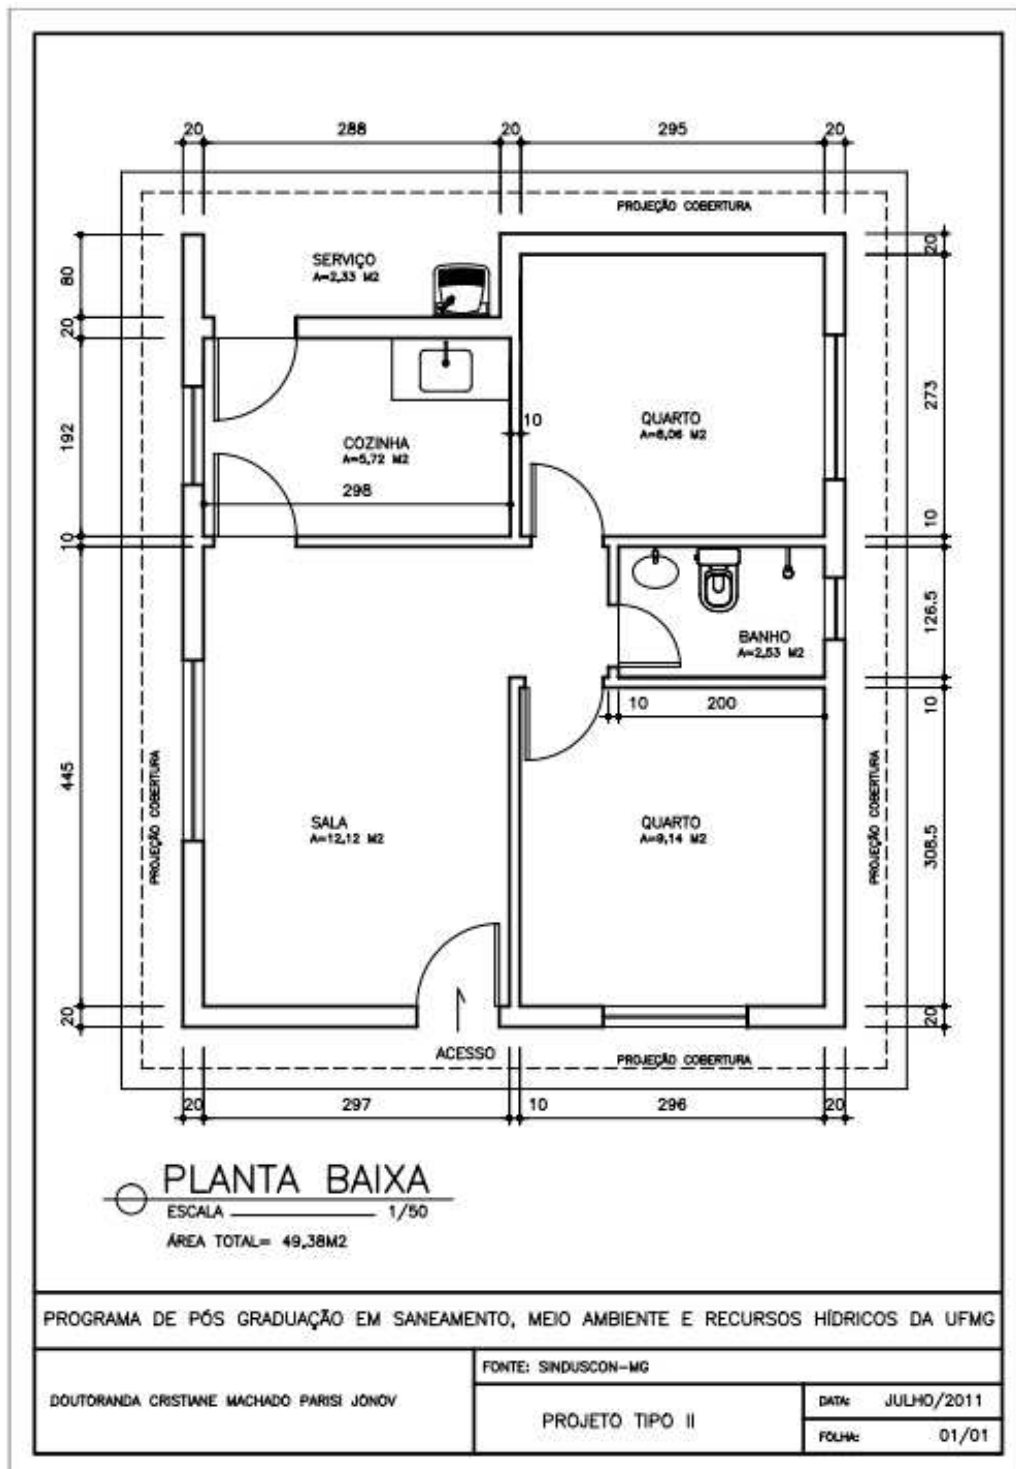 20 288 20 295 20
PROJEÇÃO COBERTURA
80
20
192
10
445
20
SERVIÇO
A=2,33 M2
20
273
10
126.5
10
308.5
20
QUARTO
A=8,06 M2
10
COZINHA
A=5,72 M2
298
BANHO
A=2,53 M2
10 200
PROJEÇÃO COBERTURA
SALA
A=12,12 M2
QUARTO
A=9,14 M2
PROJEÇÃO COBERTURA
ACESSO
PROJEÇÃO COBERTURA
20 297 10 296 20
PLANTA BAIXA
ESCALA 1/50
ÁREA TOTAL= 49,38M2
PROGRAMA DE PÓS GRADUAÇÃO EM SANEAMENTO, MEIO AMBIENTE E RECURSOS HÍDRICOS DA UFMG
DOUTORANDA CRISTIANE MACHADO PARISI JÓNOV
FONTE: SINDUSCON-MG
PROJETO TIPO II
DATA: JULHO/2011
FOLHA: 01/01